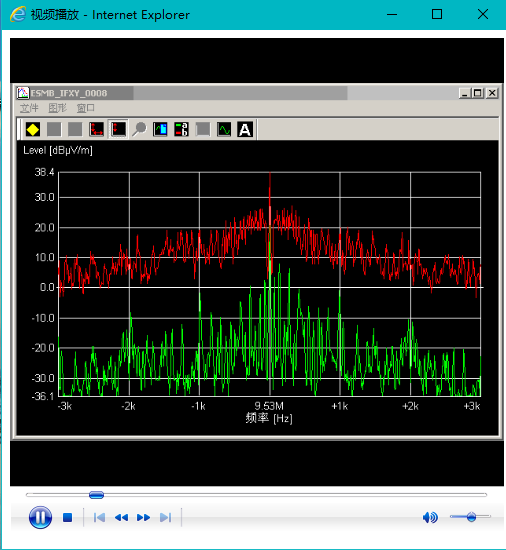 视频播放 - Internet Explorer
ESMB_IFXY_0008
文件 图形 窗口
a
b
A
Level [dBµV/m]
38.4
30.0
20.0
10.0
0.0
-10.0
-20.0
-30.0
-36.1
-3k -2k -1k 9.53M +1k +2k +3k
频率 [Hz]